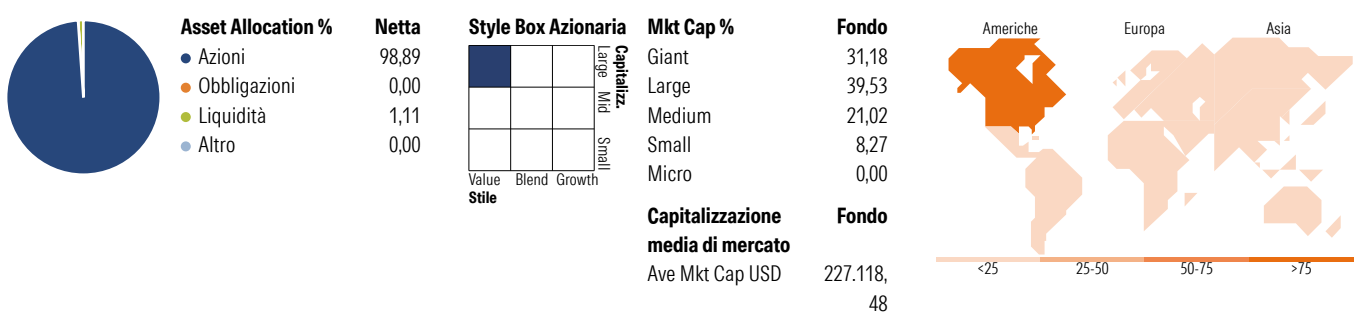 Asset Allocation % Netta
Azioni 98,89
Obbligazioni 0,00
Liquidità 1,11
Altro 0,00
Style Box Azionaria
Capitalizz.
Large Mid Small
Value Blend Growth
Stile
Mkt Cap % Fondo
Giant 31,18
Large 39,53
Medium 21,02
Small 8,27
Micro 0,00
Capitalizzazione Fondo
media di mercato
Ave Mkt Cap USD 227.118,
48
Americhe Europa Asia
<25 25-50 50-75 >75